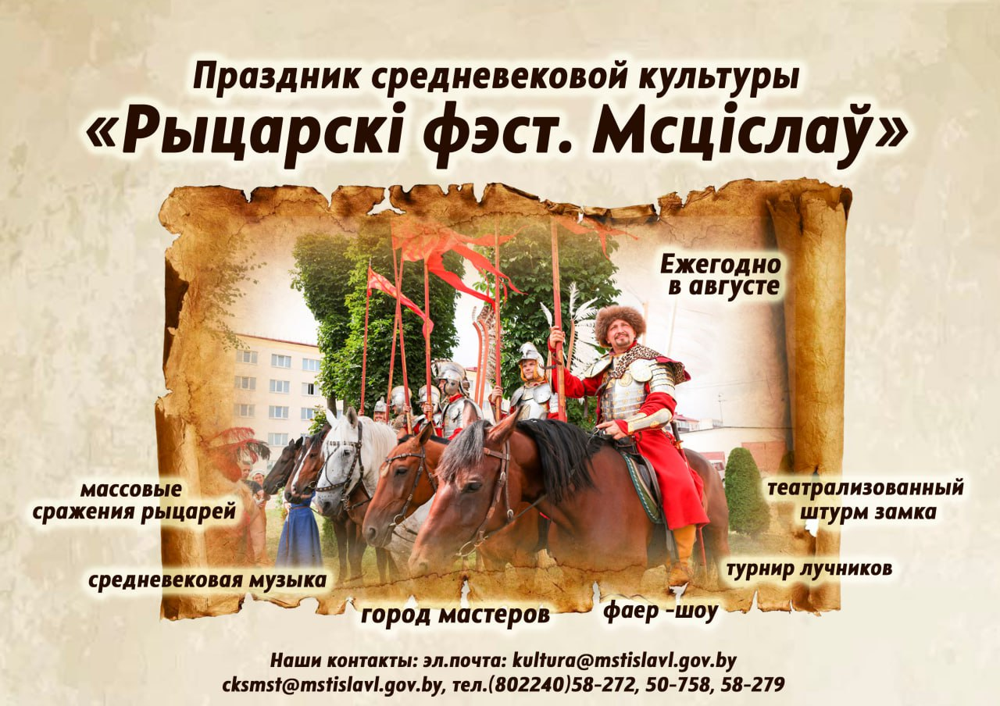 Праздник средневековой культуры
«Рыцарскі фэст. Мсціслаў»
Ежегодно
в августе
массовые
сражения рыцарей
театрализованный
штурм замка
средневековая музыка
турнир лучников
город мастеров
фаер -шоу
Наши контакты: эл.почта: kultura@mstislavl.gov.by
cksmst@mstislavl.gov.by, тел.(802240)58-272, 50-758, 58-279